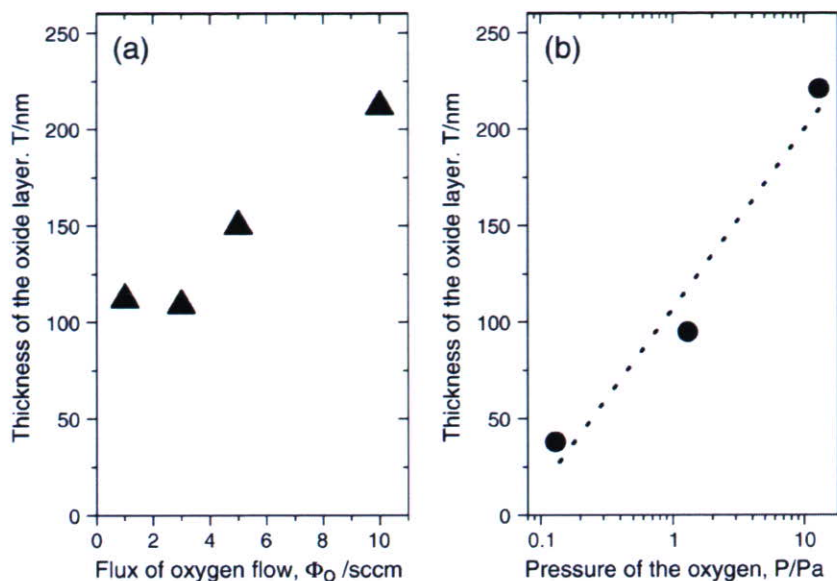 (a)
Thickness of the oxide layer. T/nm
250
200
150
100
50
0
0 2 4 6 8 10
Flux of oxygen flow, Φ_O /sccm
(b)
Thickness of the oxide layer. T/nm
250
200
150
100
50
0
0.1 1 10
Pressure of the oxygen, P/Pa